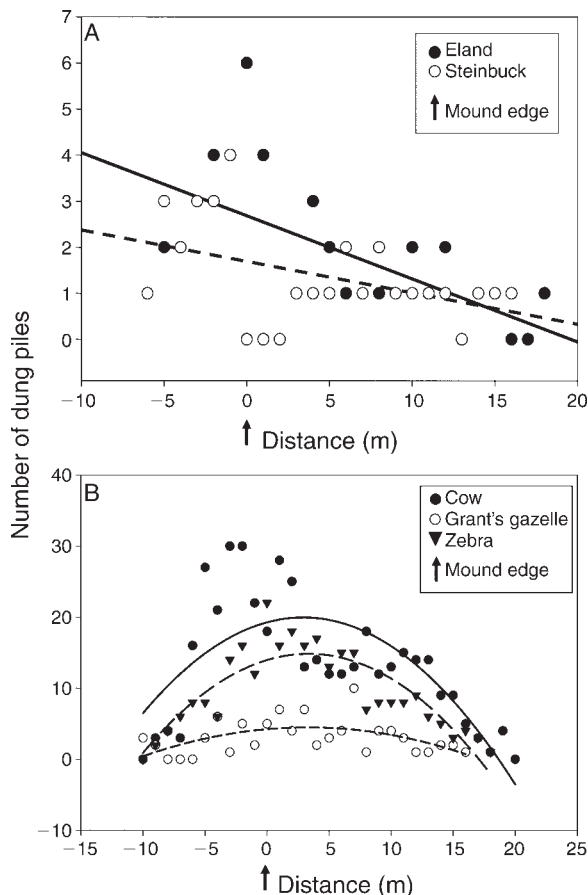 A
Eland
Steinbuck
Mound edge
7
6
5
4
3
2
1
0
−10 −5 0 5 10 15 20
Distance (m)
Number of dung piles
B
Cow
Grant's gazelle
Zebra
Mound edge
40
30
20
10
0
−10
−15 −10 −5 0 5 10 15 20 25
Distance (m)